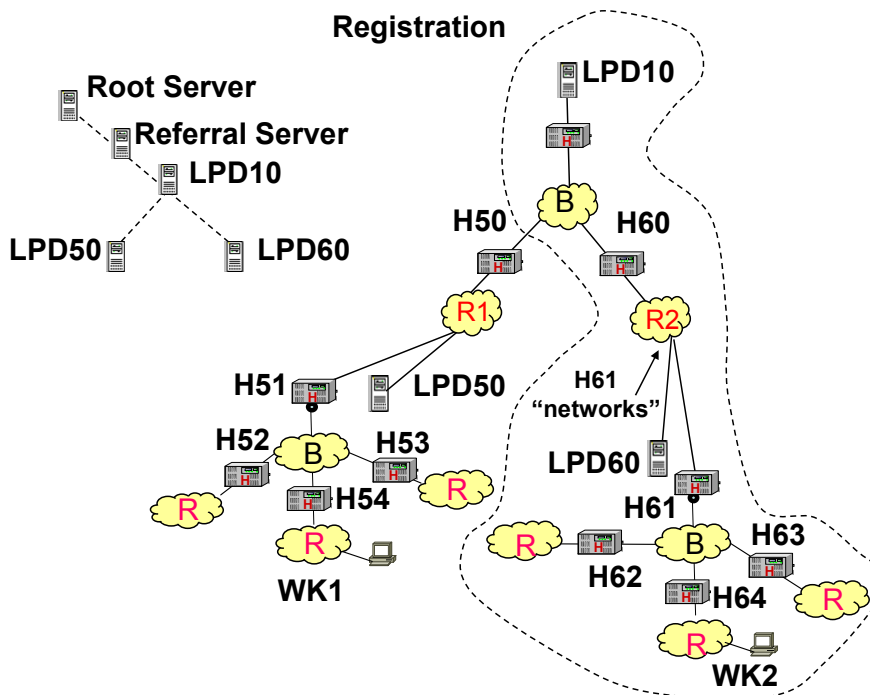 Registration
LPD10
Root Server
Referral Server
LPD10
LPD50
LPD60
H
B
H50
H60
H
H
R1
R2
H51
H
LPD50
H61
“networks”
H52
H53
B
H
H
H54
H
R
R
R
WK1
LPD60
H
H61
H63
R
H
B
H
H62
H64
H
R
R
WK2